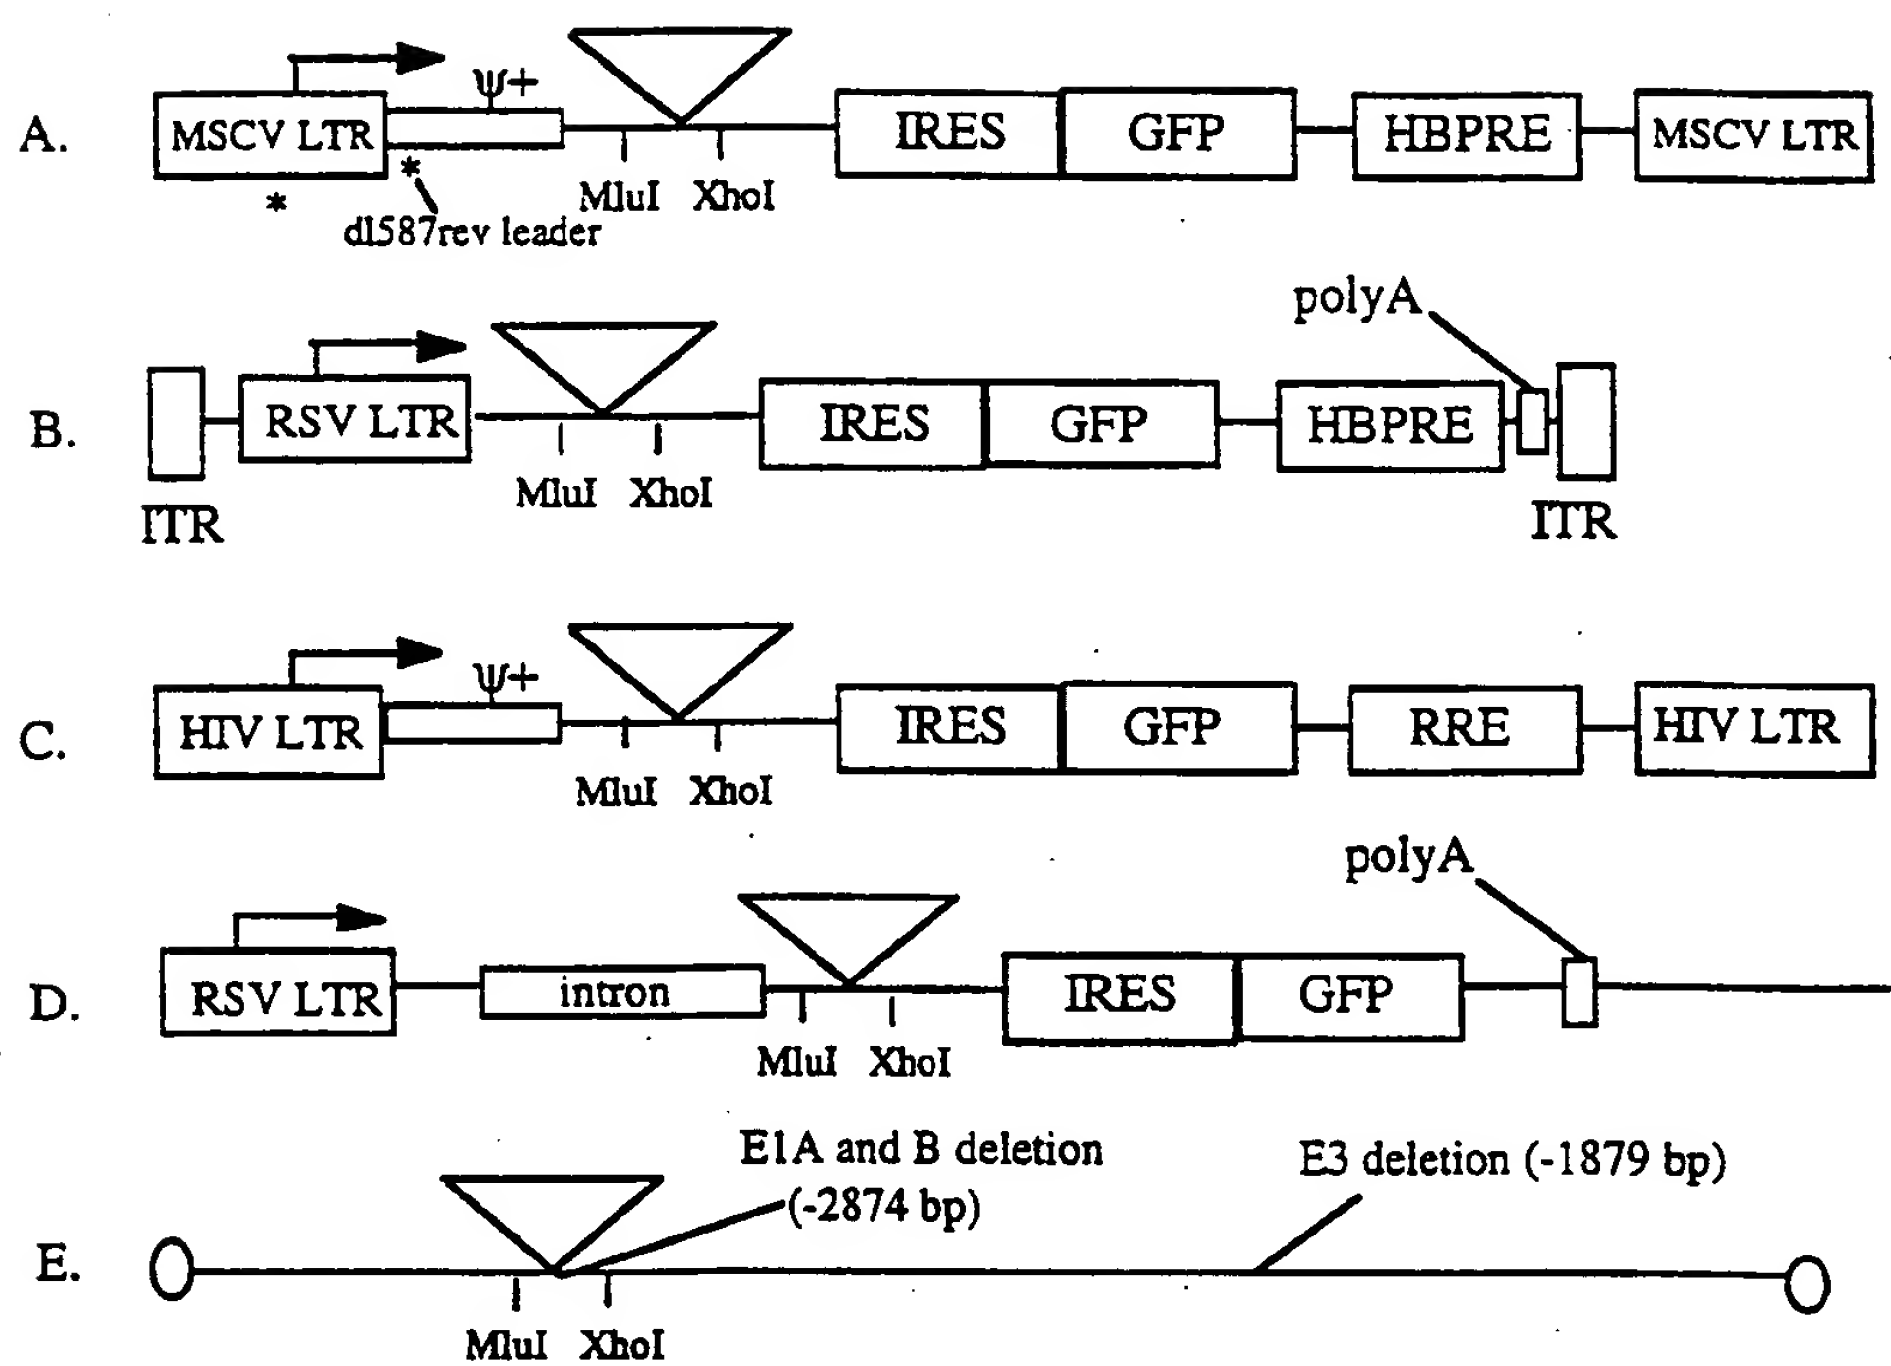 A.
MSCV LTR
ψ+
IRES
GFP
HBPRE
MSCV LTR
*
*
MluI XhoI
dl587rev leader
polyA
B.
RSV LTR
IRES
GFP
HBPRE
MluI XhoI
ITR
ITR
C.
HIV LTR
ψ+
IRES
GFP
RRE
HIV LTR
MluI XhoI
polyA
D.
RSV LTR
intron
IRES
GFP
MluI XhoI
E1A and B deletion
(-2874 bp)
E3 deletion (-1879 bp)
E.
MluI XhoI